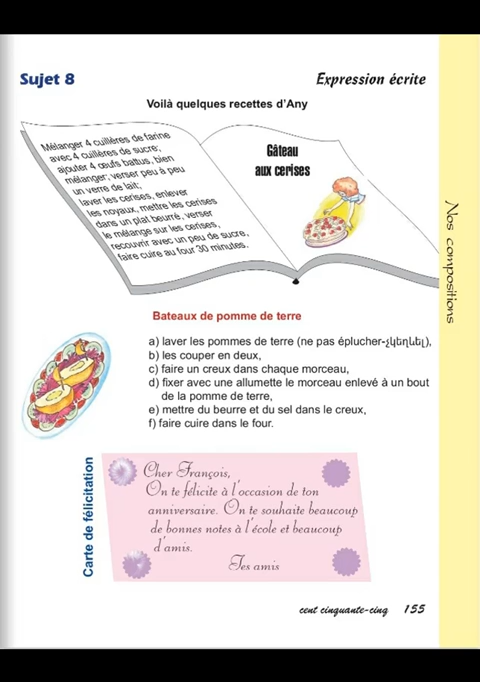 Sujet 8
Expression écrite
Voilà quelques recettes d'Any
Mélanger 4 cuillères de farine
avec 4 cuillères de sucre;
ajouter 4 œufs battus, bien
mélanger; verser peu à peu
un verre de lait;
laver les cerises, enlever
les noyaux, mettre les cerises
dans un plat beurré, verser
le mélange sur les cerises,
recouvrir avec un peu de sucre,
faire cuire au four 30 minutes.
Gâteau
aux cerises
Nos compositions
Bateaux de pomme de terre
a) laver les pommes de terre (ne pas éplucher-չկեղևել),
b) les couper en deux,
c) faire un creux dans chaque morceau,
d) fixer avec une allumette le morceau enlevé à un bout
de la pomme de terre,
e) mettre du beurre et du sel dans le creux,
f) faire cuire dans le four.
Carte de félicitation
Cher François,
On te félicite à l'occasion de ton
anniversaire. On te souhaite beaucoup
de bonnes notes à l'école et beaucoup
d'amis.
Tes amis
cent cinquante-cinq 155